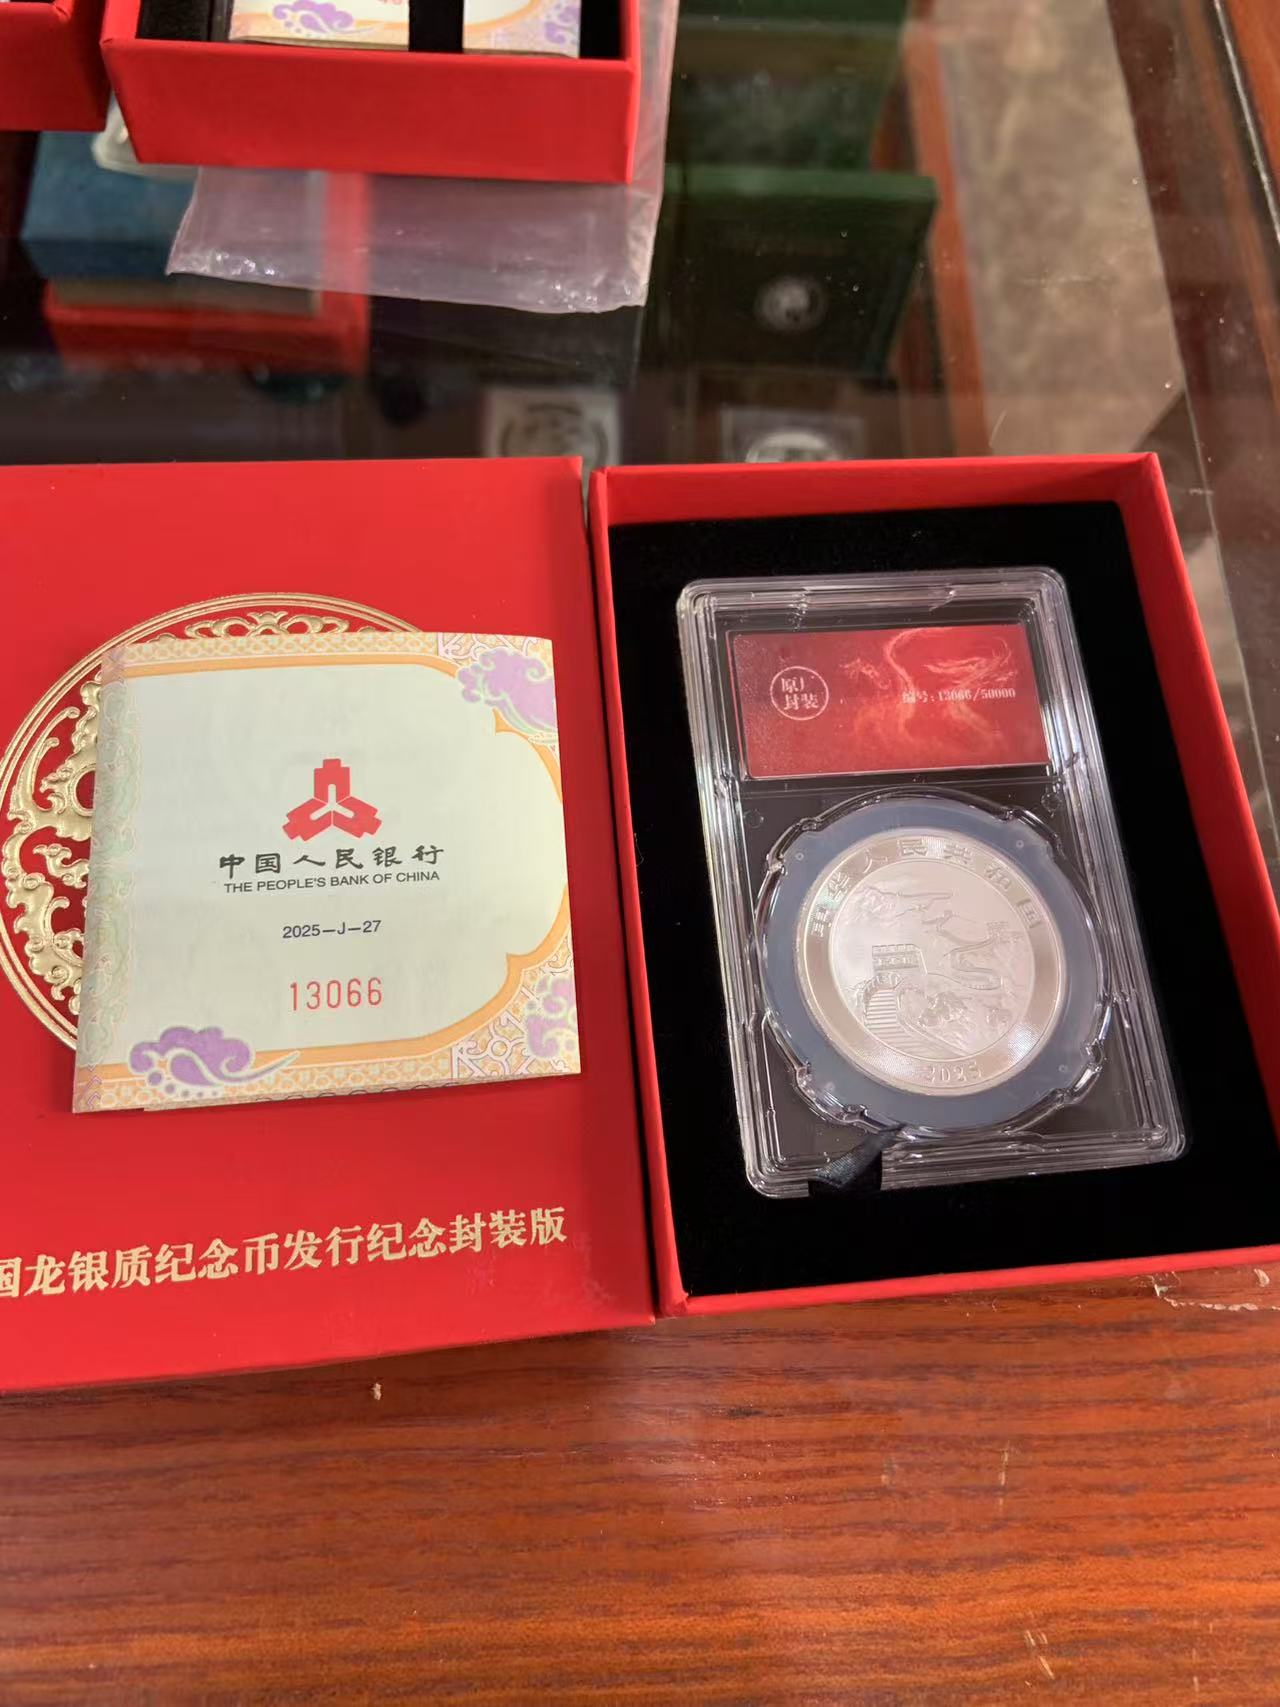 中国人民银行
THE PEOPLE'S BANK OF CHINA
2025-J-27
13066
国龙银质纪念币发行纪念封装版
原厂
封装
编号:13066/50000
中华人民共和国
2025